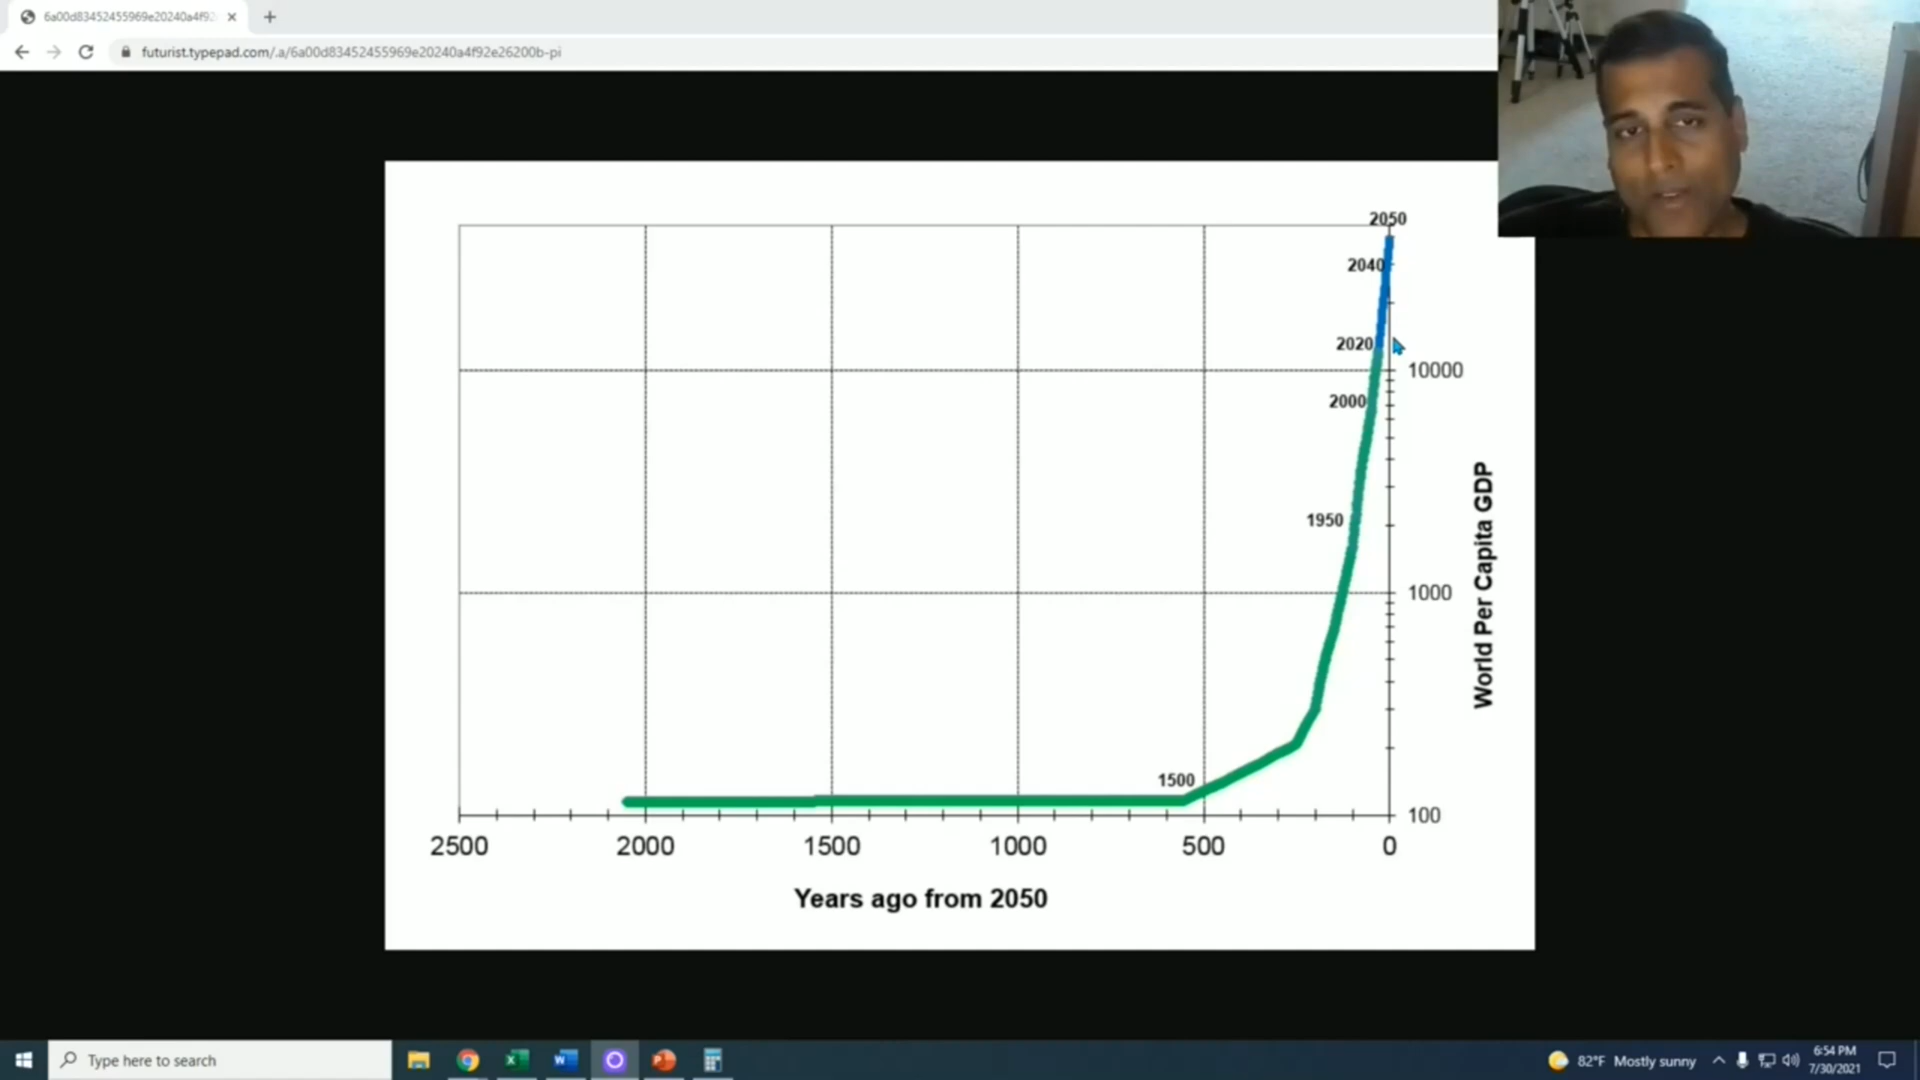 6a00d83452455969e20240a4f92
futurist.typepad.com/.a/6a00d83452455969e20240a4f92e26200b-pi
2050
2040
2020
10000
2000
1950
1000
World Per Capita GDP
1500
100
2500 2000 1500 1000 500 0
Years ago from 2050
Type here to search
82°F Mostly sunny
6:54 PM
7/30/2021